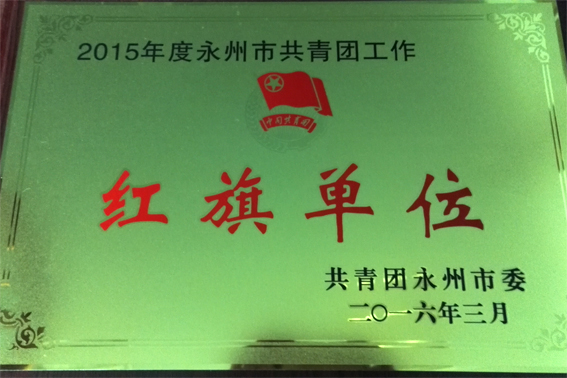 2015年度永州市共青团工作
中国共青团
红旗单位
共青团永州市委
二〇一六年三月